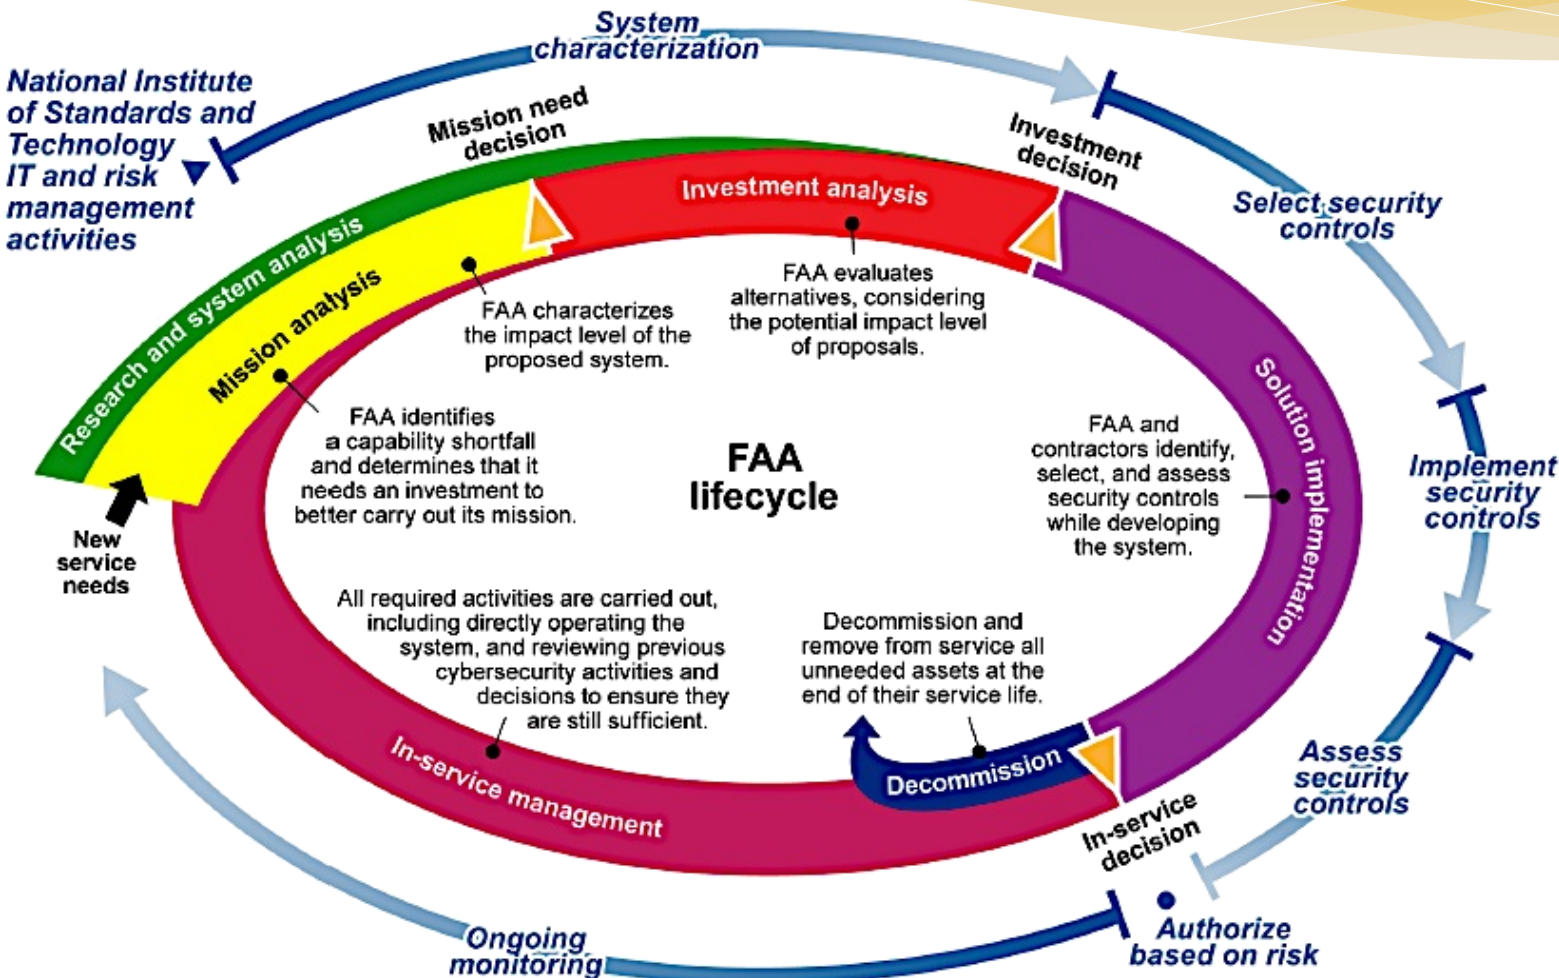 System
characterization
National Institute
of Standards and
Technology
IT and risk
management
activities
Mission need
decision
Investment
decision
Research and system analysis
Mission analysis
Investment analysis
Select security
controls
FAA characterizes
the impact level of the
proposed system.
FAA evaluates
alternatives, considering
the potential impact level
of proposals.
FAA identifies
a capability shortfall
and determines that it
needs an investment to
better carry out its mission.
FAA
lifecycle
FAA and
contractors identify,
select, and assess
security controls
while developing
the system.
Solution implementation
Implement
security
controls
New
service
needs
All required activities are carried out,
including directly operating the
system, and reviewing previous
cybersecurity activities and
decisions to ensure they
are still sufficient.
Decommission and
remove from service all
unneeded assets at the
end of their service life.
In-service management
Decommission
Assess
security
controls
In-service
decision
Authorize
based on risk
Ongoing
monitoring